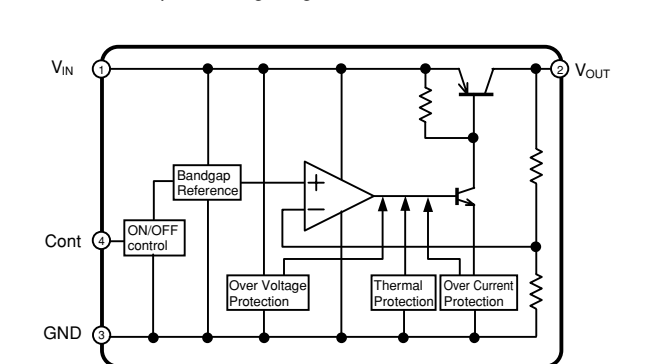 VIN
1
2
VOUT
Bandgap
Reference
+
−
Cont
4
ON/OFF
control
Over Voltage
Protection
Thermal
Protection
Over Current
Protection
GND
3